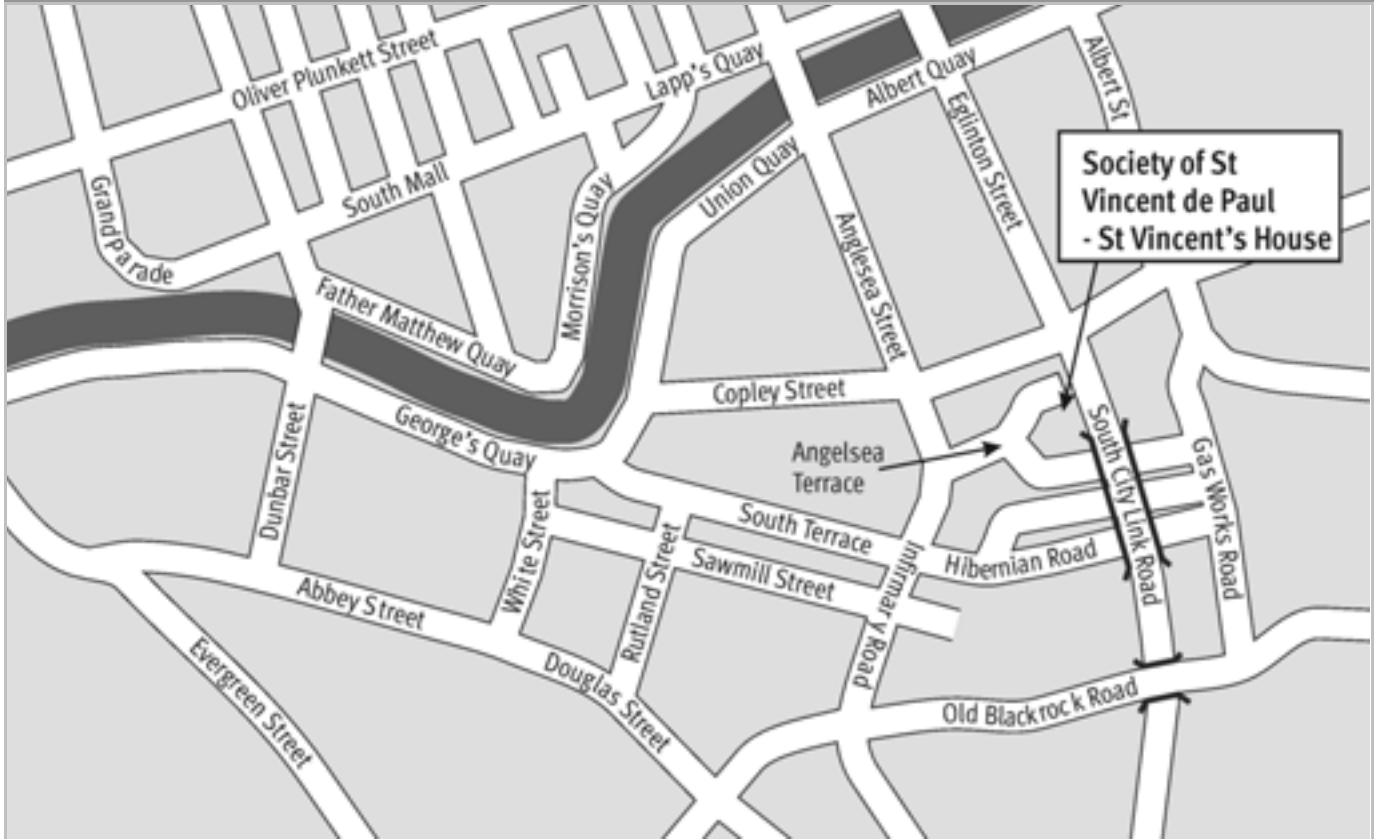 Oliver Plunkett Street
Lapp's Quay
Albert Quay
Albert St
Eglinton Street
Society of St
Vincent de Paul
- St Vincent's House
Grand Parade
South Mall
Morrison's Quay
Union Quay
Anglesea Street
Father Matthew Quay
Copley Street
George's Quay
Dunbar Street
Angelsea
Terrace
South City Link Road
Gas Works Road
White Street
South Terrace
Hibernian Road
Infirmary Road
Sawmill Street
Rutland Street
Abbey Street
Evergreen Street
Douglas Street
Old Blackrock Road